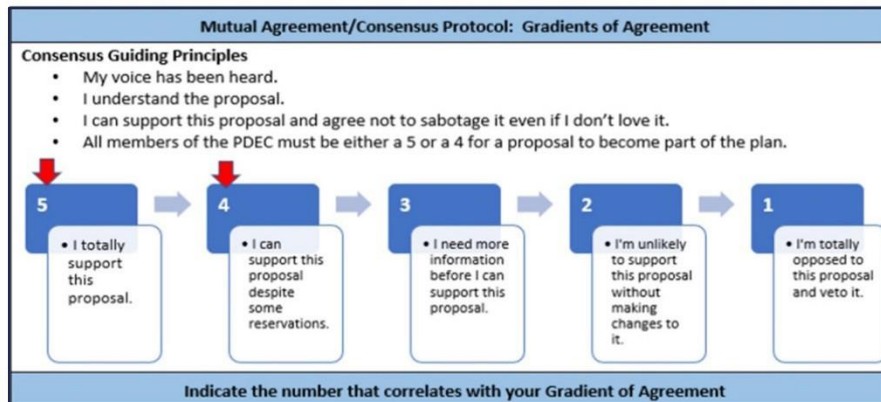 Mutual Agreement/Consensus Protocol: Gradients of Agreement
Consensus Guiding Principles
• My voice has been heard.
• I understand the proposal.
• I can support this proposal and agree not to sabotage it even if I don't love it.
• All members of the PDEC must be either a 5 or a 4 for a proposal to become part of the plan.
5
• I totally
support
this
proposal.
4
• I can
support this
proposal
despite
some
reservations.
3
• I need more
information
before I can
support this
proposal.
2
• I'm unlikely
to support
this proposal
without
making
changes to
it.
1
• I'm totally
opposed to
this proposal
and veto it.
Indicate the number that correlates with your Gradient of Agreement